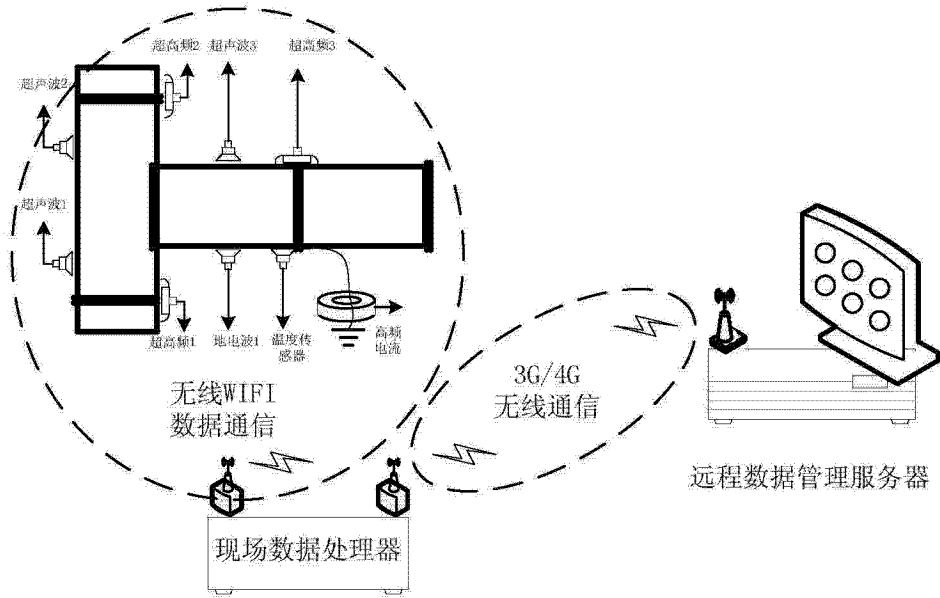 超高频2
超声波3
超高频3
超声波2
超声波1
超高频1
地电波1
温度传
感器
高频
电流
无线WIFI
数据通信
3G/4G
无线通信
远程数据管理服务器
现场数据处理器